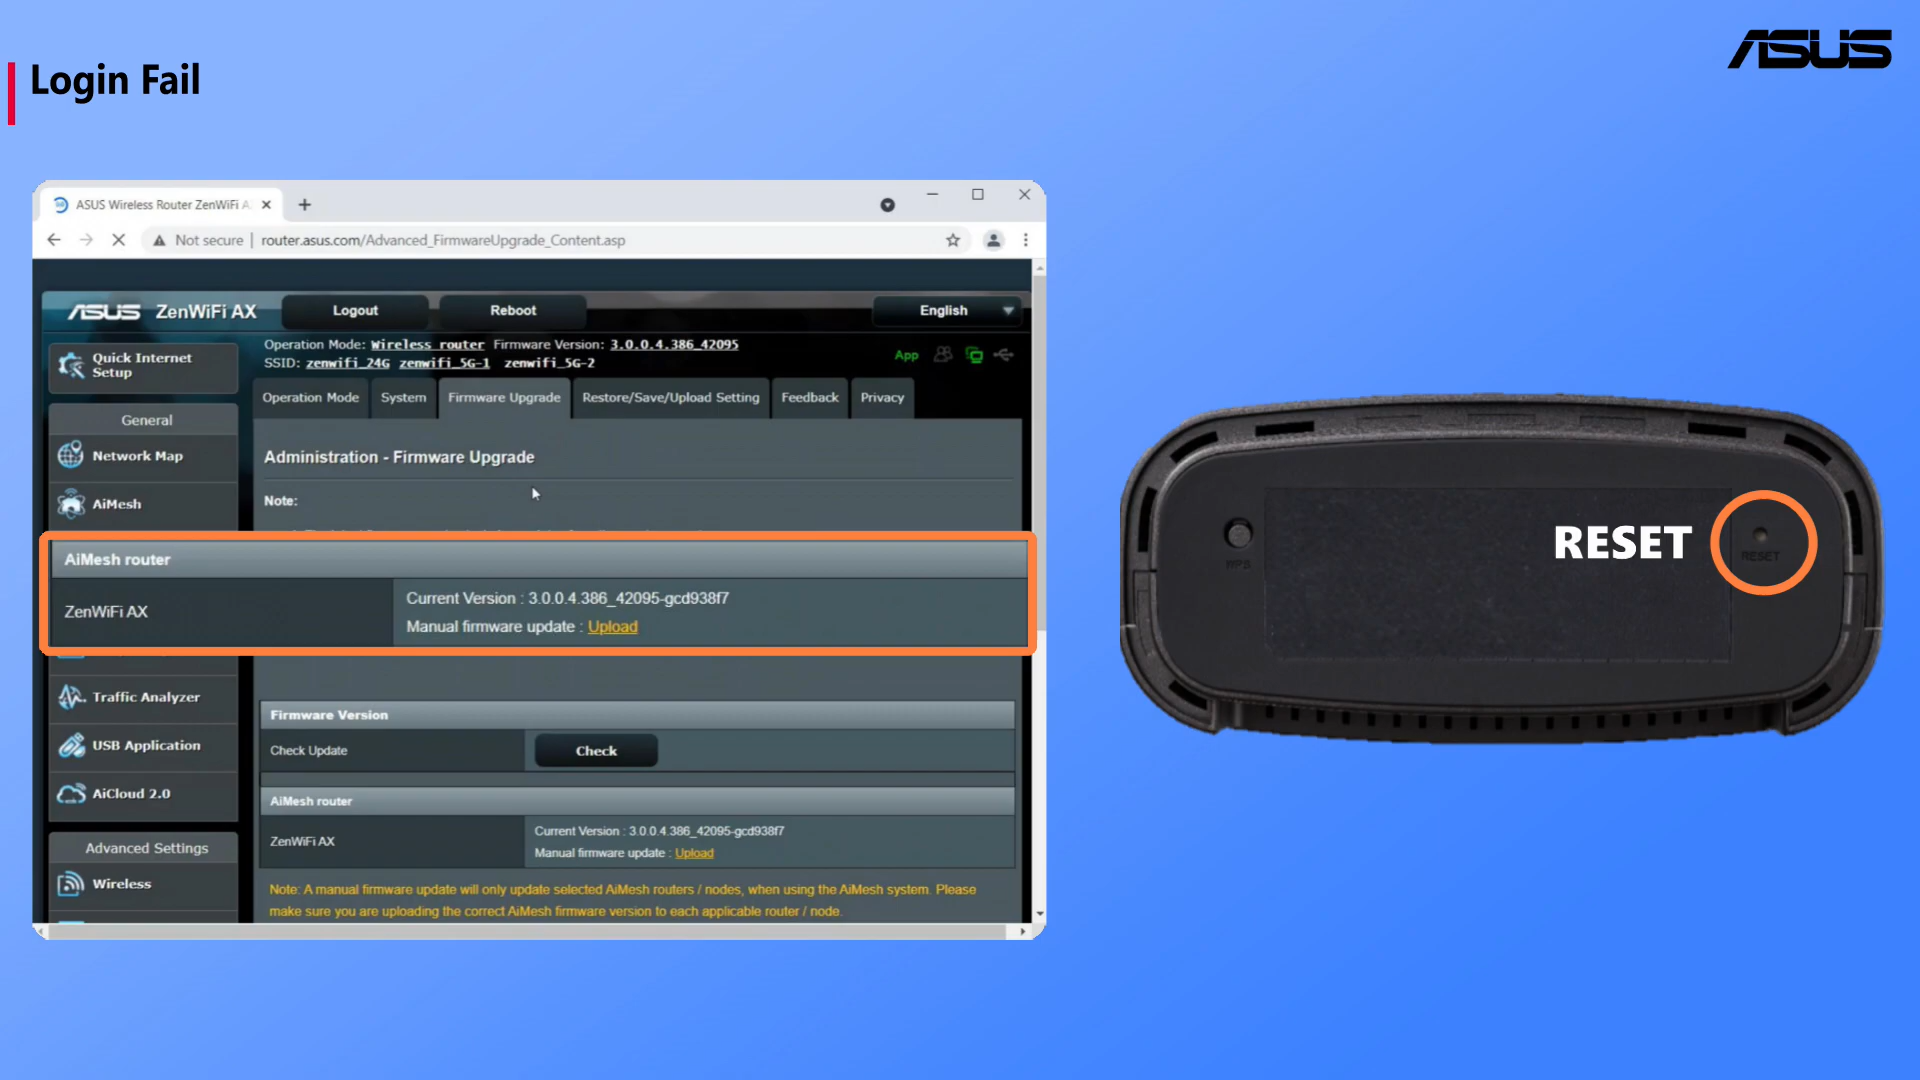 Login Fail
ASUS
ASUS Wireless Router ZenWiFi A
Not secure | router.asus.com/Advanced_FirmwareUpgrade_Content.asp
ASUS ZenWiFi AX
Logout
Reboot
English
Operation Mode: Wireless router Firmware Version: 3.0.0.4.386_42095
SSID: zenwifi_24G zenwifi_5G-1 zenwifi_5G-2
App
Quick Internet
Setup
Operation Mode
System
Firmware Upgrade
Restore/Save/Upload Setting
Feedback
Privacy
General
Network Map
AiMesh
Administration - Firmware Upgrade
Note:
AiMesh router
ZenWiFi AX
Current Version : 3.0.0.4.386_42095-gcd938f7
Manual firmware update : Upload
Traffic Analyzer
USB Application
AiCloud 2.0
Advanced Settings
Wireless
Firmware Version
Check Update
Check
AiMesh router
ZenWiFi AX
Current Version : 3.0.0.4.386_42095-gcd938f7
Manual firmware update : Upload
Note: A manual firmware update will only update selected AiMesh routers / nodes, when using the AiMesh system. Please
make sure you are uploading the correct AiMesh firmware version to each applicable router / node.
WPS
RESET
RESET